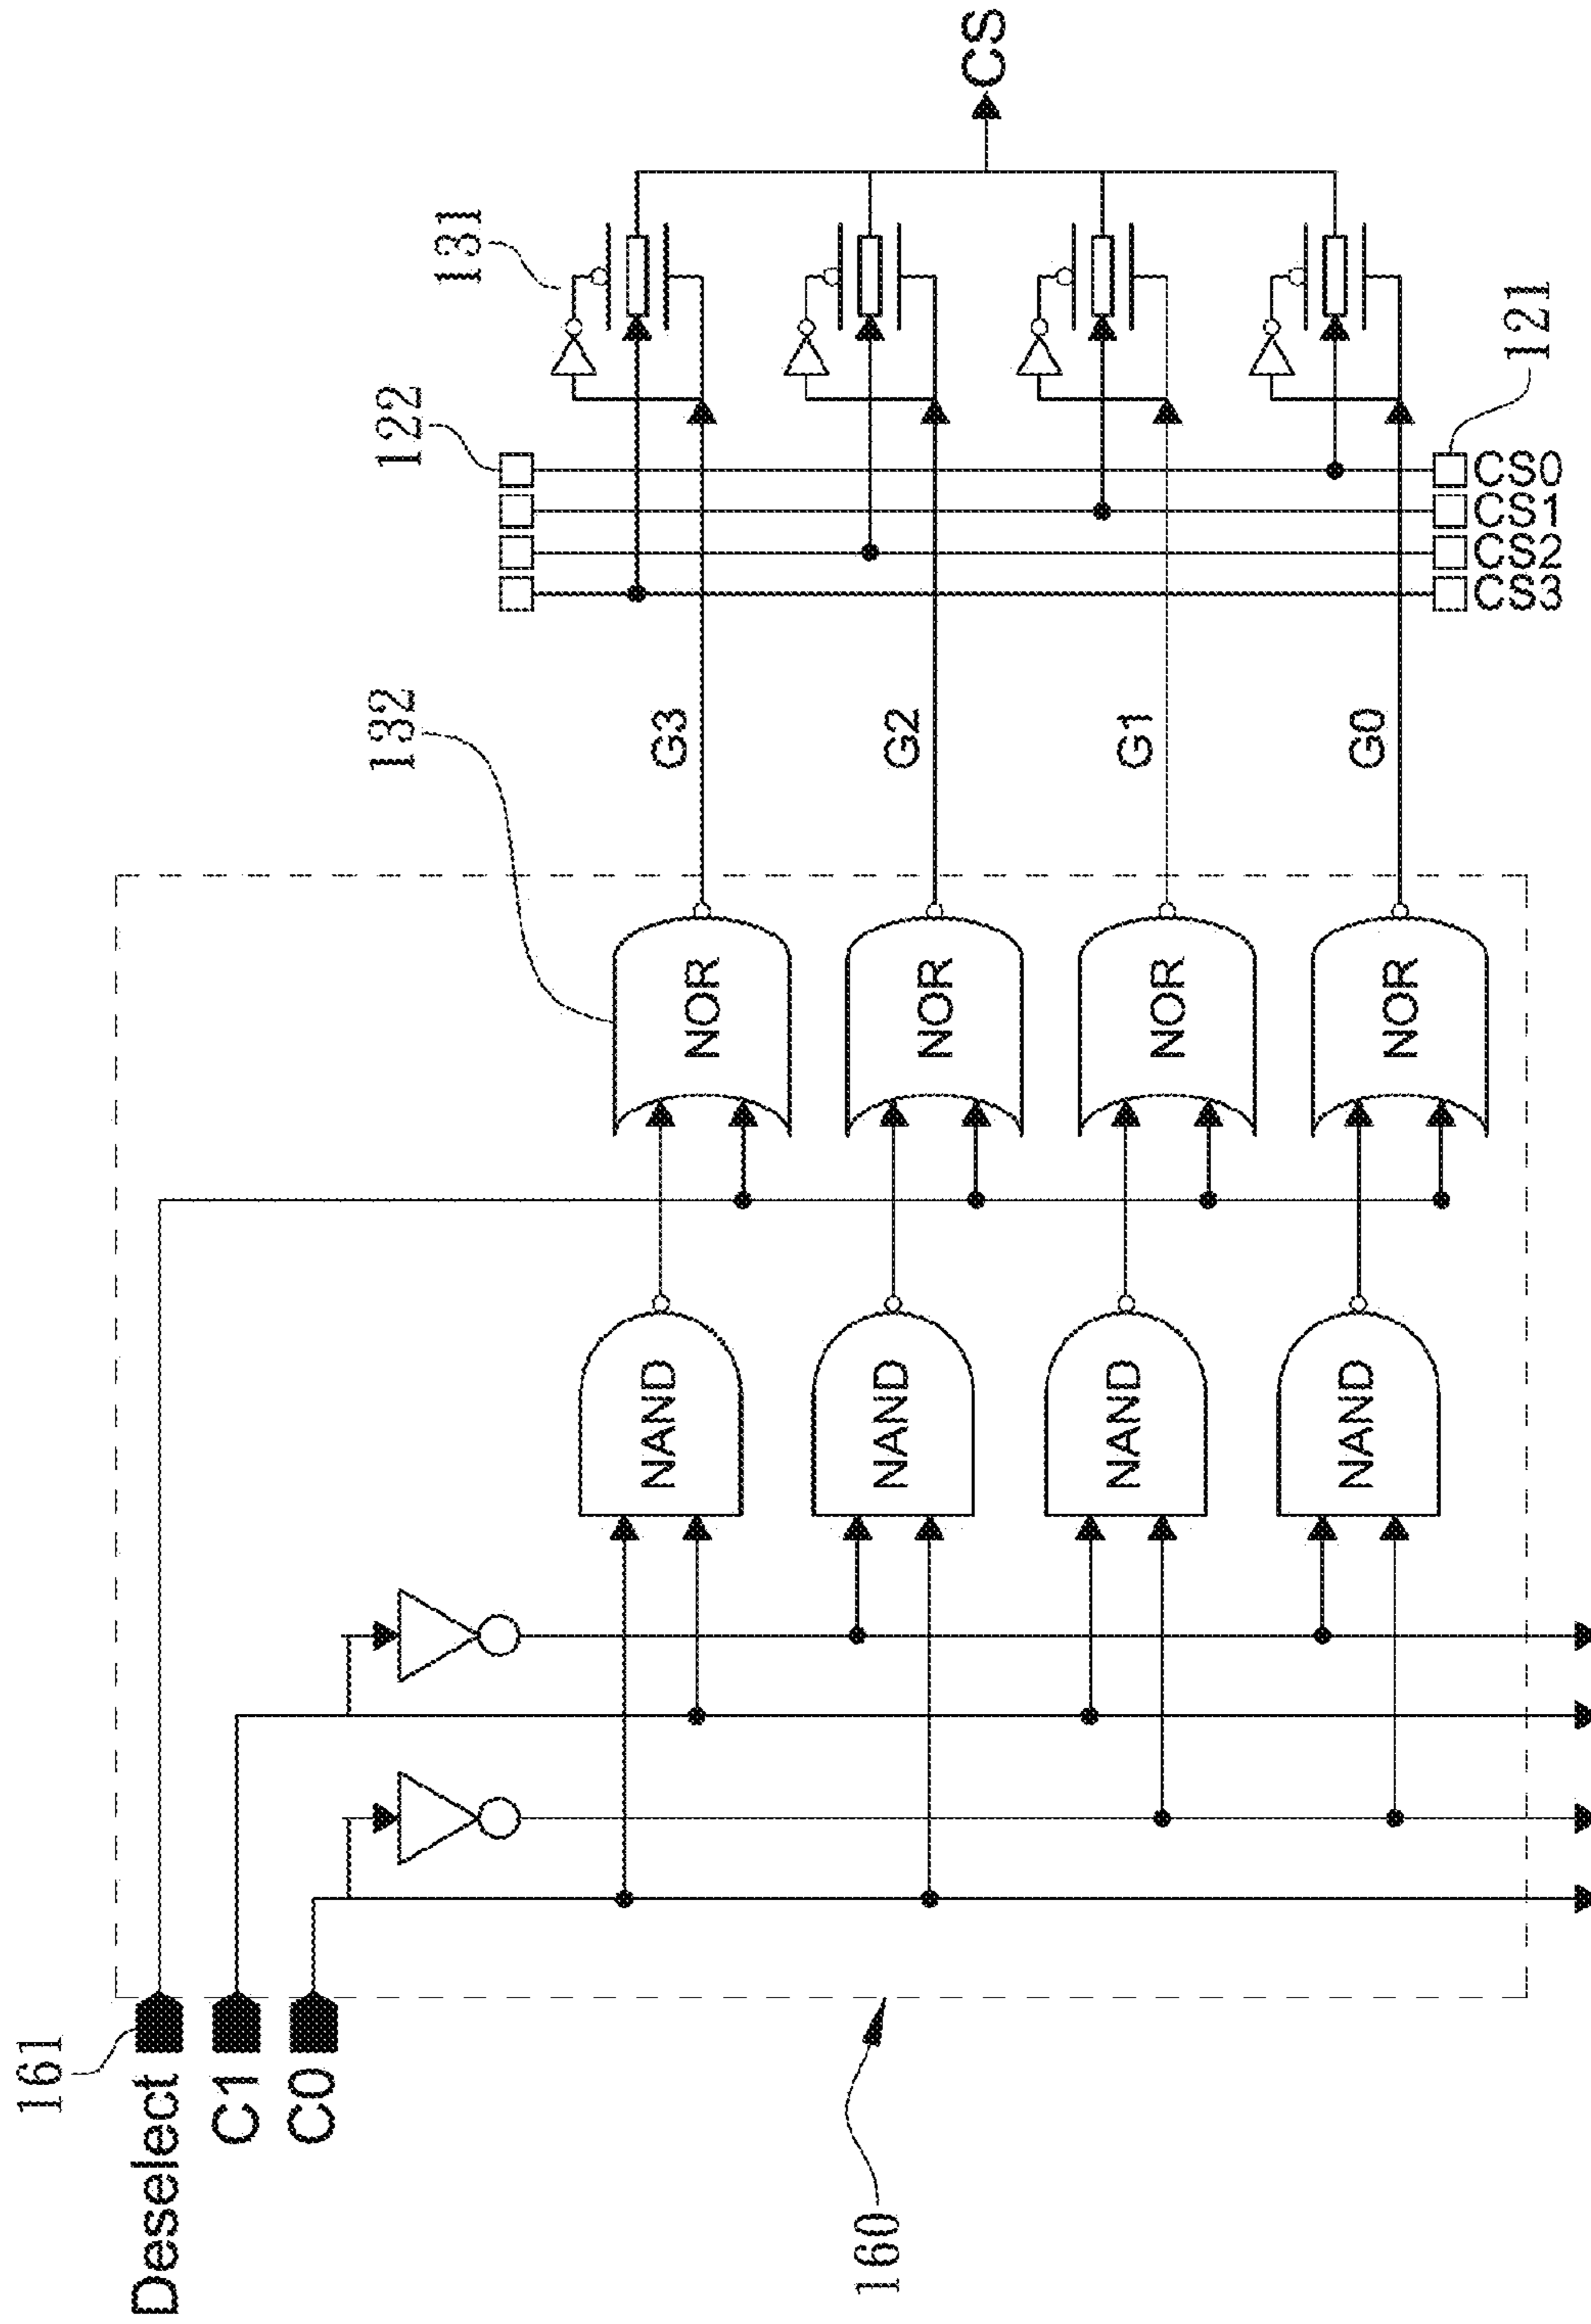 161
Deselect
C1
C0
160
NAND
NAND
NAND
NAND
NOR
NOR
NOR
NOR
132
G3
G2
G1
G0
122
131
CS3
CS2
CS1
CS0
121
CS